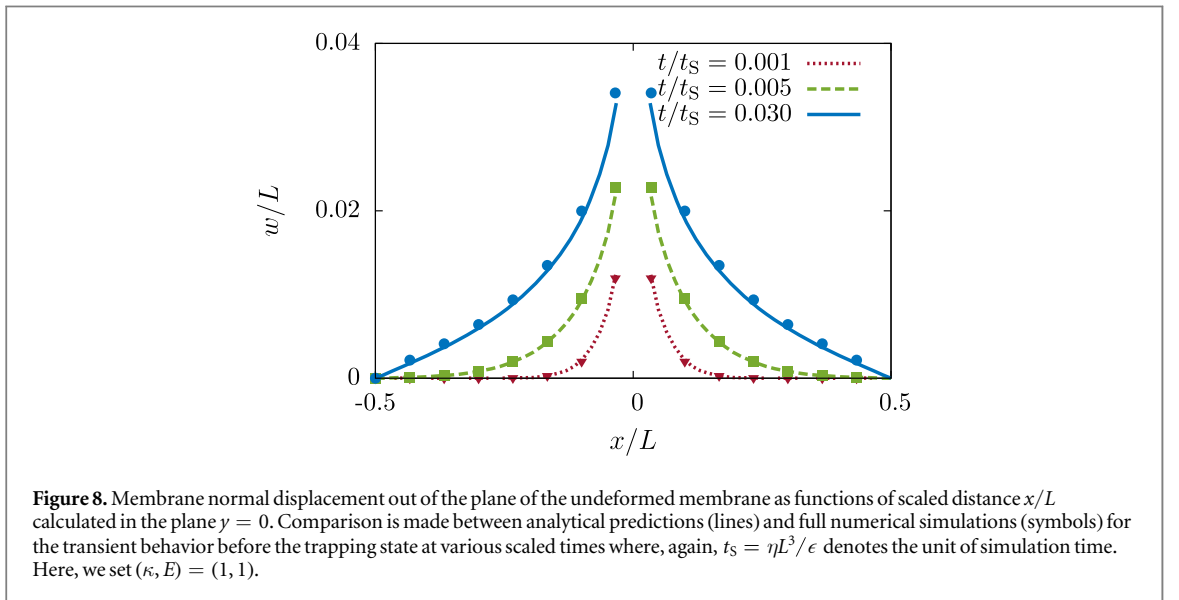 0.04
t/t_S = 0.001
t/t_S = 0.005
t/t_S = 0.030
w/L
0.02
0
-0.5
0
0.5
x/L
Figure 8. Membrane normal displacement out of the plane of the undeformed membrane as functions of scaled distance x/L
calculated in the plane y = 0. Comparison is made between analytical predictions (lines) and full numerical simulations (symbols) for
the transient behavior before the trapping state at various scaled times where, again, t_S = ηL³/ϵ denotes the unit of simulation time.
Here, we set (κ, E) = (1, 1).